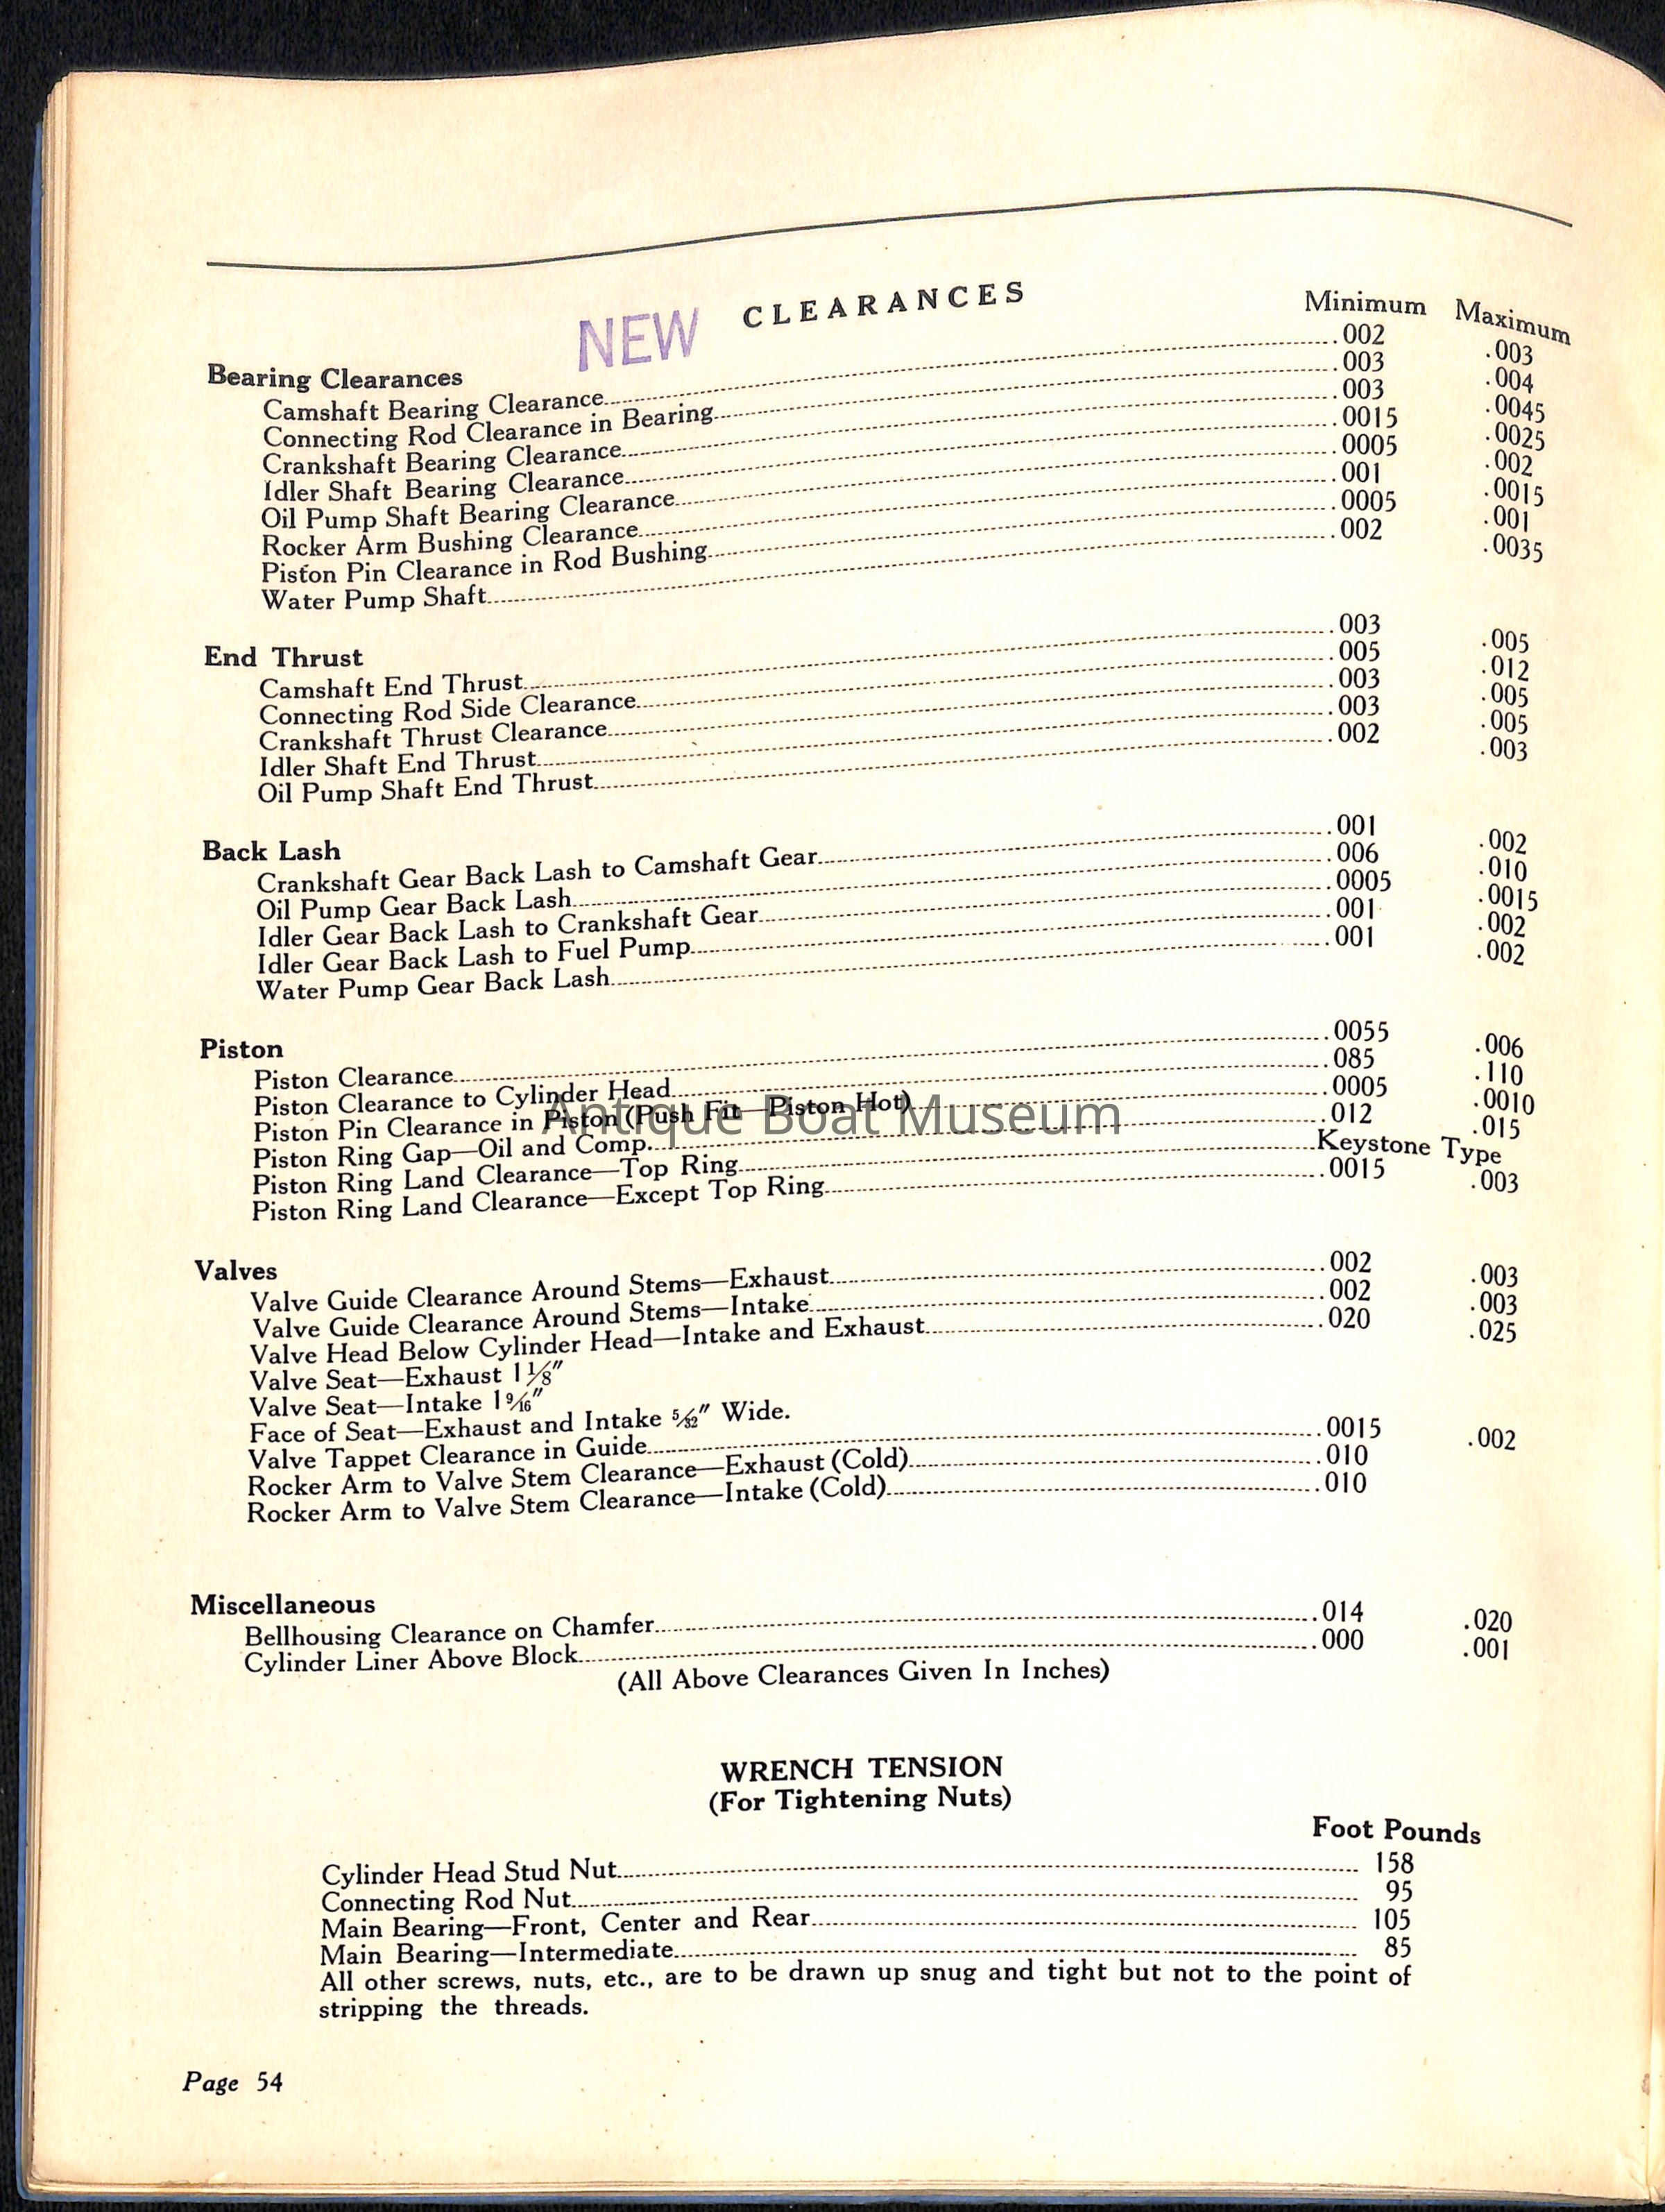 NEW CLEARANCES
Minimum Maximum
Bearing Clearances
Camshaft Bearing Clearance .002 .003
Connecting Rod Clearance in Bearing .003 .004
Crankshaft Bearing Clearance .003 .0045
Idler Shaft Bearing Clearance .0015 .0025
Oil Pump Shaft Bearing Clearance .0005 .002
Rocker Arm Bushing Clearance .001 .0015
Piston Pin Clearance in Rod Bushing .0005 .001
Water Pump Shaft .002 .0035
End Thrust
Camshaft End Thrust .003 .005
Connecting Rod Side Clearance .005 .012
Crankshaft Thrust Clearance .003 .005
Idler Shaft End Thrust .003 .005
Oil Pump Shaft End Thrust .002 .003
Back Lash
Crankshaft Gear Back Lash to Camshaft Gear .001 .002
Oil Pump Gear Back Lash .006 .010
Idler Gear Back Lash to Crankshaft Gear .0005 .0015
Idler Gear Back Lash to Fuel Pump .001 .002
Water Pump Gear Back Lash .001 .002
Piston
Piston Clearance .0055 .006
Piston Clearance to Cylinder Head .085 .110
Piston Pin Clearance in Piston (Push Fit—Piston Hot) .0005 .0010
Antique Boat Museum
Piston Ring Gap—Oil and Comp. .012 .015
Piston Ring Land Clearance—Top Ring Keystone Type
Piston Ring Land Clearance—Except Top Ring .0015 .003
Valves
Valve Guide Clearance Around Stems—Exhaust .002 .003
Valve Guide Clearance Around Stems—Intake .002 .003
Valve Head Below Cylinder Head—Intake and Exhaust .020 .025
Valve Seat—Exhaust 1 1/8"
Valve Seat—Intake 1 9/16"
Face of Seat—Exhaust and Intake 5/32" Wide.
Valve Tappet Clearance in Guide .0015 .002
Rocker Arm to Valve Stem Clearance—Exhaust (Cold) .010
Rocker Arm to Valve Stem Clearance—Intake (Cold) .010
Miscellaneous
Bellhousing Clearance on Chamfer .014 .020
Cylinder Liner Above Block .000 .001
(All Above Clearances Given In Inches)
WRENCH TENSION
(For Tightening Nuts)
Foot Pounds
Cylinder Head Stud Nut 158
Connecting Rod Nut 95
Main Bearing—Front, Center and Rear 105
Main Bearing—Intermediate 85
All other screws, nuts, etc., are to be drawn up snug and tight but not to the point of
stripping the threads.
Page 54